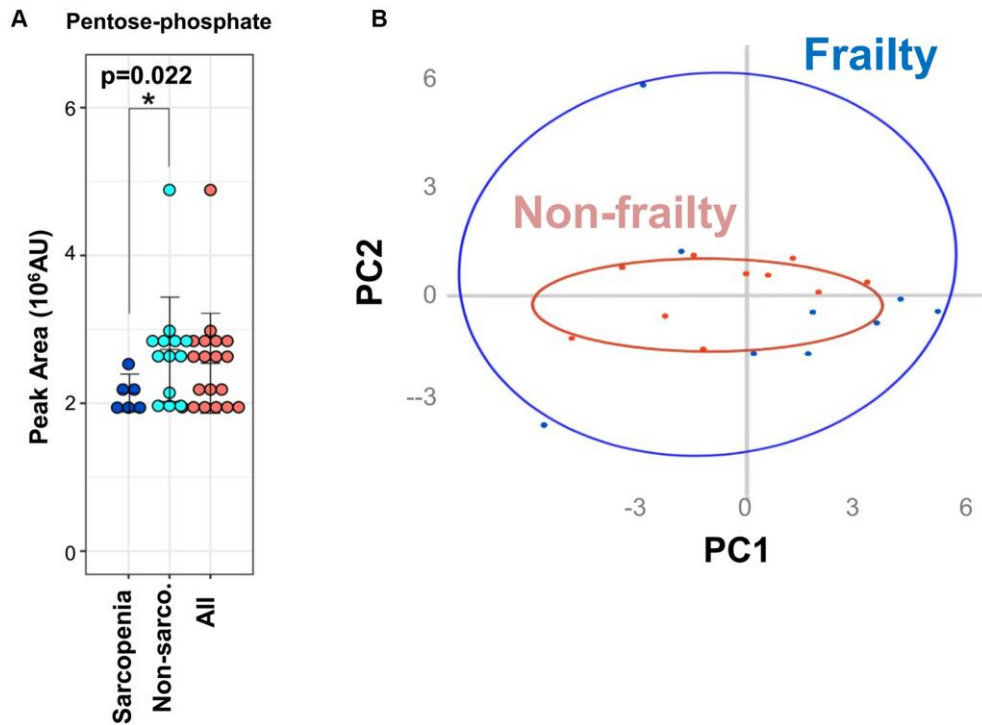 A
Pentose-phosphate
p=0.022
*
6
4
2
0
Peak Area (10⁶AU)
Sarcopenia
Non-sarco.
All
B
Frailty
Non-frailty
6
3
0
--3
PC2
-3
0
3
6
PC1